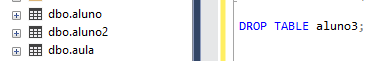 dbo.aluno
dbo.aluno2
dbo.aula
DROP TABLE aluno3;